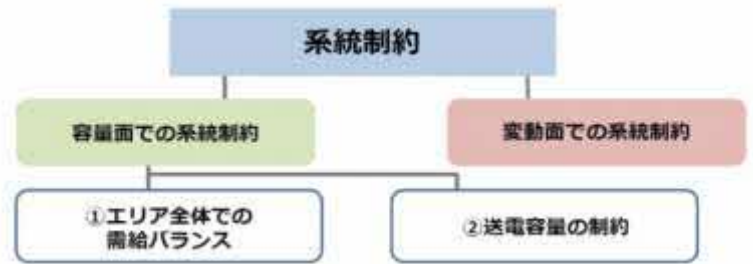 系統制約
容量面での系統制約
変動面での系統制約
①エリア全体での
需給バランス
②送電容量の制約